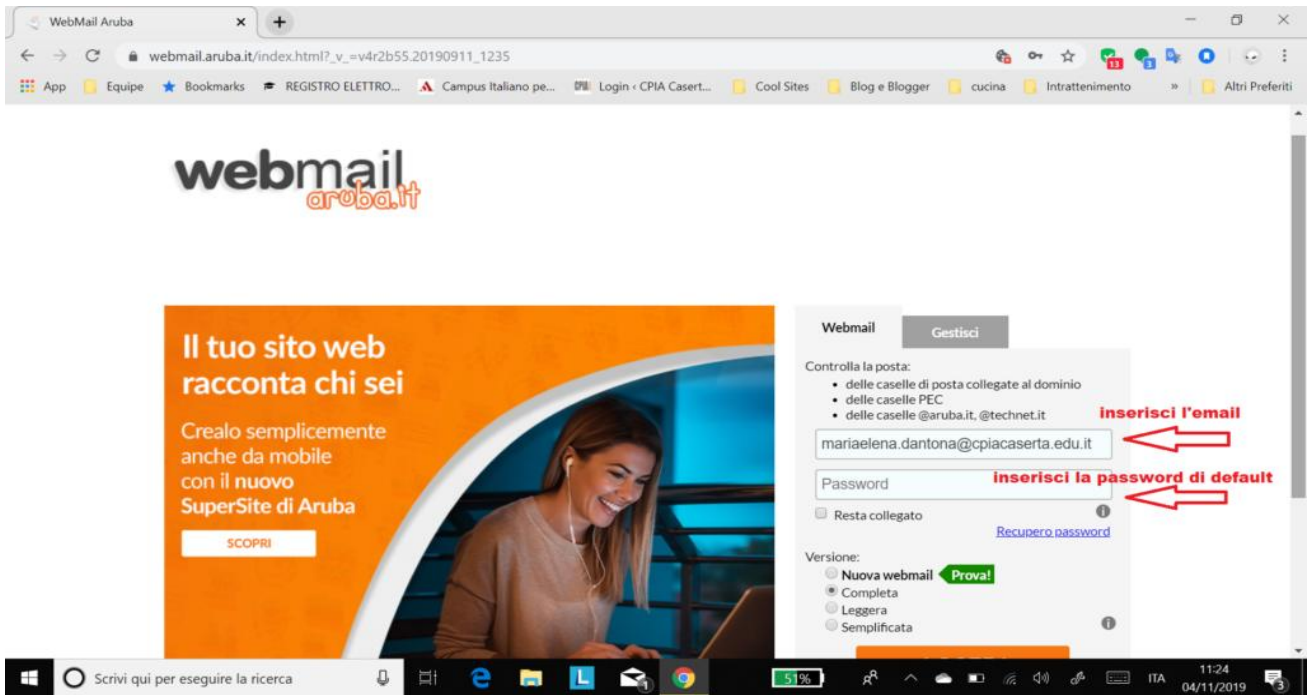 WebMail Aruba
webmail.aruba.it/index.html?_v_=v4r2b55.20190911_1235
App Equipe Bookmarks REGISTRO ELETTRO... Campus Italiano pe... Login ‹ CPIA Casert... Cool Sites Blog e Blogger cucina Intrattenimento » Altri Preferiti
13
3
webmail
aruba.it
Il tuo sito web
racconta chi sei
Crealo semplicemente
anche da mobile
con il nuovo
SuperSite di Aruba
SCOPRI
Webmail Gestisci
Controlla la posta:
• delle caselle di posta collegate al dominio
• delle caselle PEC
• delle caselle @aruba.it, @technet.it
inserisci l'email
mariaelena.dantona@cpiacaserta.edu.it
Password
inserisci la password di default
Resta collegato
Recupero password
Versione:
Nuova webmail Prova!
Completa
Leggera
Semplificata
Scrivi qui per eseguire la ricerca
51%
ITA
11:24
04/11/2019